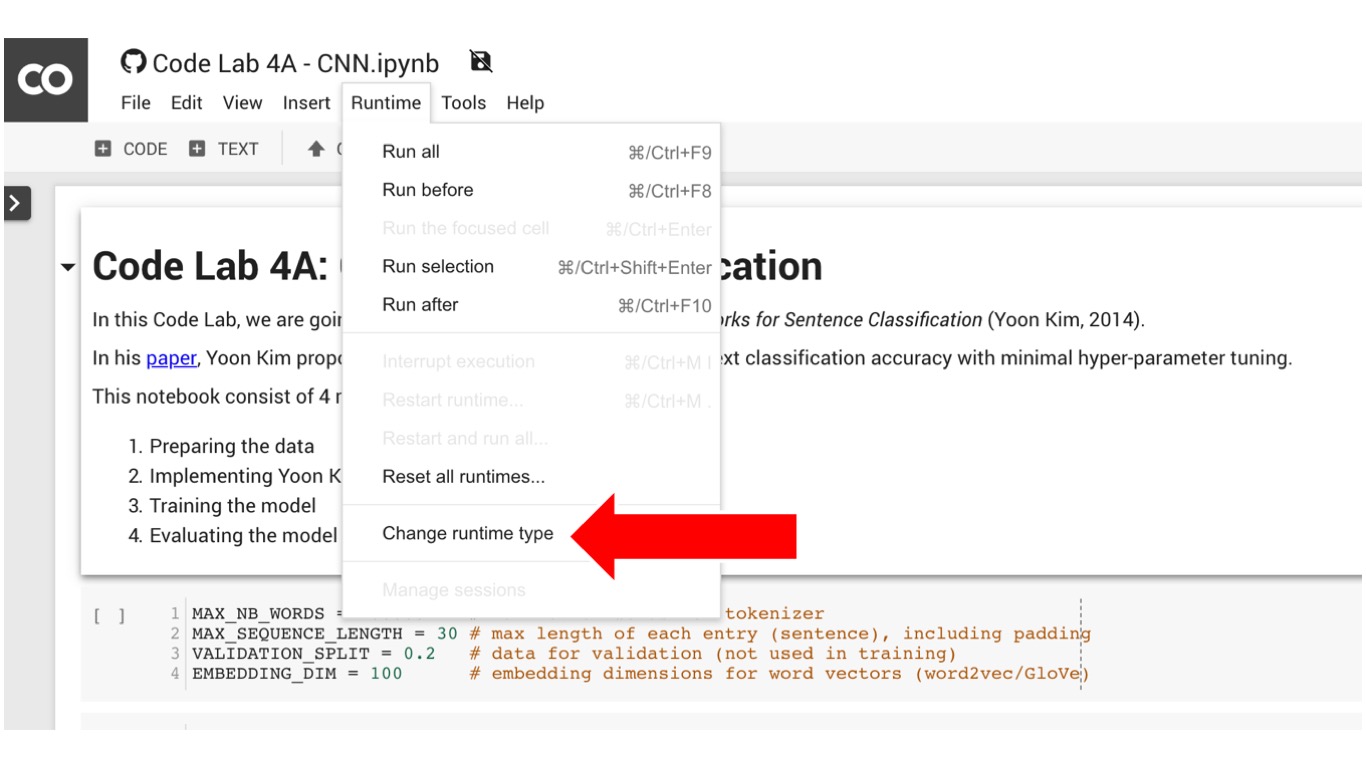 CO Code Lab 4A - CNN.ipynb
File Edit View Insert Runtime Tools Help
CODE TEXT
Run all ⌘/Ctrl+F9
Run before ⌘/Ctrl+F8
Run the focused cell ⌘/Ctrl+Enter
Run selection ⌘/Ctrl+Shift+Enter
Run after ⌘/Ctrl+F10
Interrupt execution ⌘/Ctrl+M I
Restart runtime... ⌘/Ctrl+M .
Restart and run all...
Reset all runtimes...
Change runtime type
Manage sessions
Code Lab 4A: cation
In this Code Lab, we are goin rks for Sentence Classification (Yoon Kim, 2014).
In his paper, Yoon Kim propo xt classification accuracy with minimal hyper-parameter tuning.
This notebook consist of 4
1. Preparing the data
2. Implementing Yoon K
3. Training the model
4. Evaluating the model
[ ] 1 MAX_NB_WORDS = tokenizer
2 MAX_SEQUENCE_LENGTH = 30 # max length of each entry (sentence), including padding
3 VALIDATION_SPLIT = 0.2 # data for validation (not used in training)
4 EMBEDDING_DIM = 100 # embedding dimensions for word vectors (word2vec/GloVe)